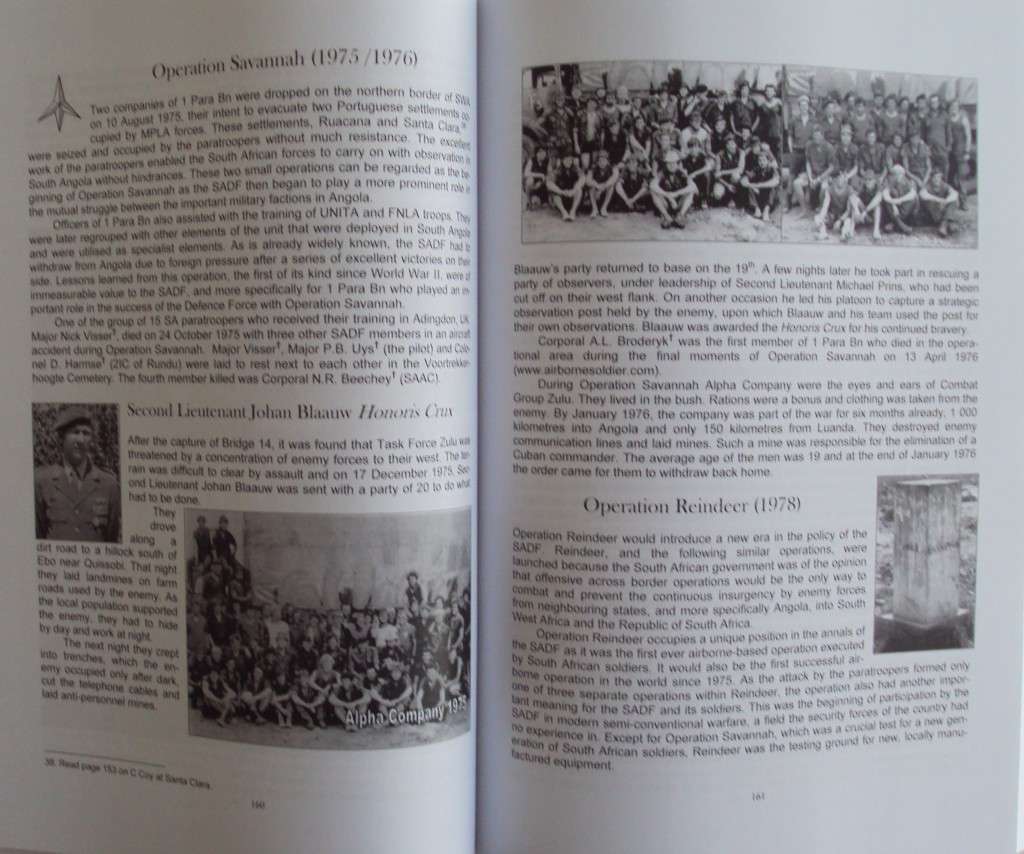 Operation Savannah (1975 /1976)
Two companies of 1 Para Bn were dropped on the northern border of SWA
on 10 August 1975, their intent to evacuate two Portuguese settlements oc-
cupied by MPLA forces. These settlements, Ruacana and Santa Clara,
were seized and occupied by the paratroopers without much resistance. The excellent
work of the paratroopers enabled the South African forces to carry on with observation in
South Angola without hindrances. These two small operations can be regarded as the be-
ginning of Operation Savannah as the SADF then began to play a more prominent role in
the mutual struggle between the important military factions in Angola.
Officers of 1 Para Bn also assisted with the training of UNITA and FNLA troops. They
were later regrouped with other elements of the unit that were deployed in South Angola
and were utilised as specialist elements. As is already widely known, the SADF had to
withdraw from Angola due to foreign pressure after a series of excellent victories on their
side. Lessons learned from this operation, the first of its kind since World War II, were of
immeasurable value to the SADF, and more specifically for 1 Para Bn who played an im-
portant role in the success of the Defence Force with Operation Savannah.
One of the group of 15 SA paratroopers who received their training in Adingdon, UK
Major Nick Visser†, died on 24 October 1975 with three other SADF members in an aircraft
accident during Operation Savannah. Major Visser†, Major P.B. Uys† (the pilot) and Colo-
nel D. Harmse† (2IC of Rundu) were laid to rest next to each other in the Voortrekker-
hoogte Cemetery. The fourth member killed was Corporal N.R. Beechey† (SAAC).
Second Lieutenant Johan Blaauw Honoris Crux
After the capture of Bridge 14, it was found that Task Force Zulu was
threatened by a concentration of enemy forces to their west. The ter-
rain was difficult to clear by assault and on 17 December 1975, Sec-
ond Lieutenant Johan Blaauw was sent with a party of 20 to do what
had to be done.
They
drove
along a
dirt road to a hillock south of
Ebo near Quissobi. That night
they laid landmines on farm
roads used by the enemy. As
the local population supported
the enemy, they had to hide
by day and work at night.
The next night they crept
into trenches, which the en-
emy occupied only after dark,
cut the telephone cables and
laid anti-personnel mines.
Alpha Company 1975
38. Read page 153 on C Coy at Santa Clara.
160
Blaauw's party returned to base on the 19th. A few nights later he took part in rescuing a
party of observers, under leadership of Second Lieutenant Michael Prins, who had been
cut off on their west flank. On another occasion he led his platoon to capture a strategic
observation post held by the enemy, upon which Blaauw and his team used the post for
their own observations. Blaauw was awarded the Honoris Crux for his continued bravery.
Corporal A.L. Broderyk† was the first member of 1 Para Bn who died in the opera-
tional area during the final moments of Operation Savannah on 13 April 1976
(www.airbornesoldier.com).
During Operation Savannah Alpha Company were the eyes and ears of Combat
Group Zulu. They lived in the bush. Rations were a bonus and clothing was taken from the
enemy. By January 1976, the company was part of the war for six months already, 1 000
kilometres into Angola and only 150 kilometres from Luanda. They destroyed enemy
communication lines and laid mines. Such a mine was responsible for the elimination of a
Cuban commander. The average age of the men was 19 and at the end of January 1976
the order came for them to withdraw back home.
Operation Reindeer (1978)
Operation Reindeer would introduce a new era in the policy of the
SADF. Reindeer, and the following similar operations, were
launched because the South African government was of the opinion
that offensive across border operations would be the only way to
combat and prevent the continuous insurgency by enemy forces
from neighbouring states, and more specifically Angola, into South
West Africa and the Republic of South Africa.
Operation Reindeer occupies a unique position in the annals of
the SADF as it was the first ever airborne-based operation executed
by South African soldiers. It would also be the first successful air-
borne operation in the world since 1975. As the attack by the paratroopers formed only
one of three separate operations within Reindeer, the operation also had another impor-
tant meaning for the SADF and its soldiers. This was the beginning of participation by the
SADF in modern semi-conventional warfare, a field the security forces of the country had
no experience in. Except for Operation Savannah, which was a crucial test for a new gen-
eration of South African soldiers, Reindeer was the testing ground for new, locally manu-
factured equipment.
161